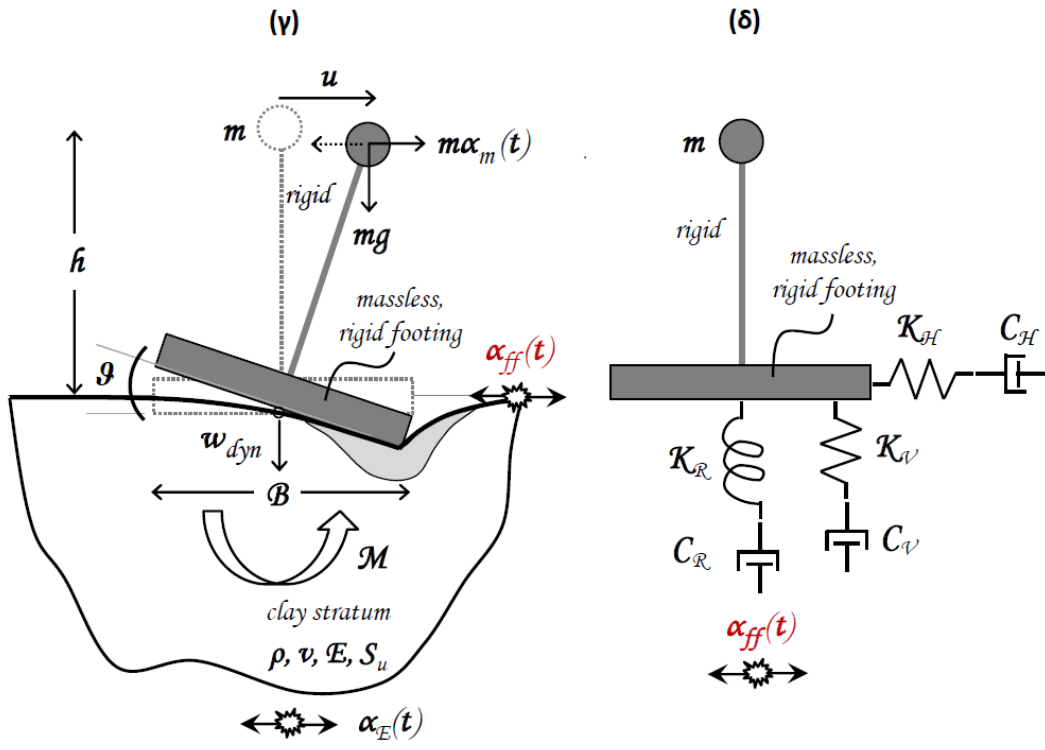 (γ)
(δ)
u
m
mα_m(t)
rigid
mg
h
massless,
rigid footing
α_ff(t)
ϑ
w_dyn
B
M
clay stratum
ρ, ν, E, S_u
α_E(t)
m
rigid
massless,
rigid footing
K_H
C_H
K_R
K_V
C_R
C_V
α_ff(t)